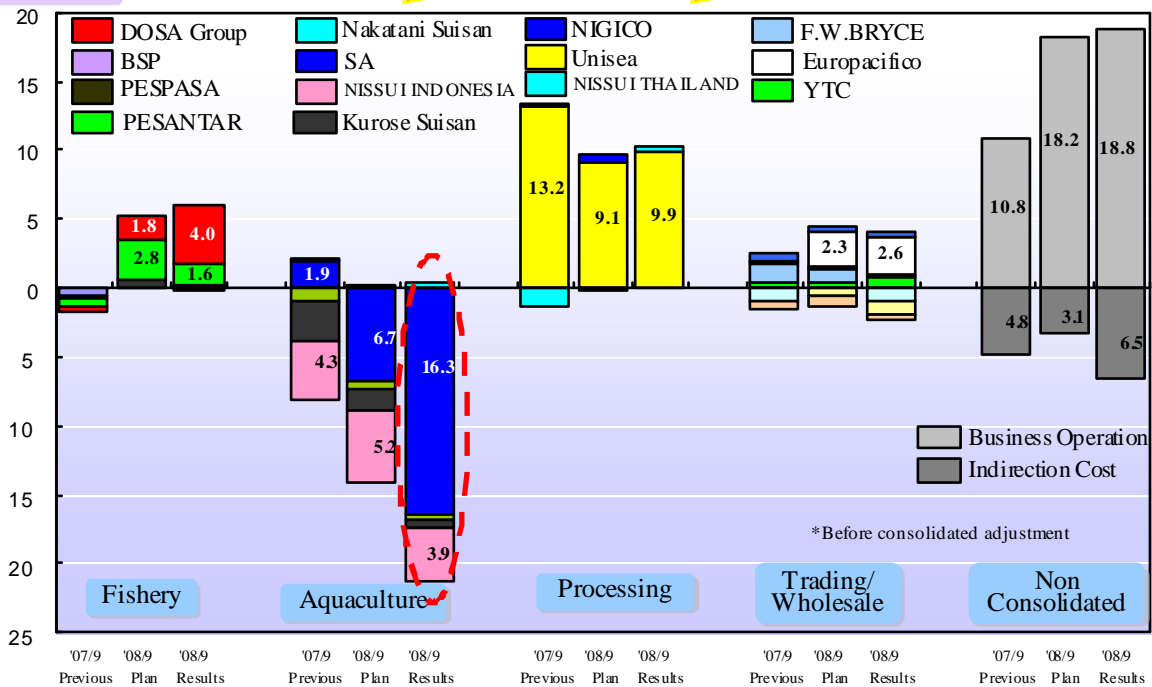 20
15
10
5
0
5
10
15
20
25
DOSA Group
BSP
PESPASA
PESANTAR
Nakatani Suisan
SA
NISSUI INDONESIA
Kurose Suisan
NIGICO
Unisea
NISSUI THAILAND
F.W.BRYCE
Europacifico
YTC
1.8
2.8
4.0
1.6
1.9
4.3
6.7
5.2
16.3
3.9
13.2
9.1
9.9
2.3
2.6
10.8
4.8
18.2
3.1
18.8
6.5
Business Operation
Indirection Cost
*Before consolidated adjustment
Fishery
Aquaculture
Processing
Trading/
Wholesale
Non
Consolidated
'07/9 '08/9 '08/9
Previous Plan Results
'07/9 '08/9 '08/9
Previous Plan Results
'07/9 '08/9 '08/9
Previous Plan Results
'07/9 '08/9 '08/9
Previous Plan Results
'07/9 '08/9 '08/9
Previous Plan Results